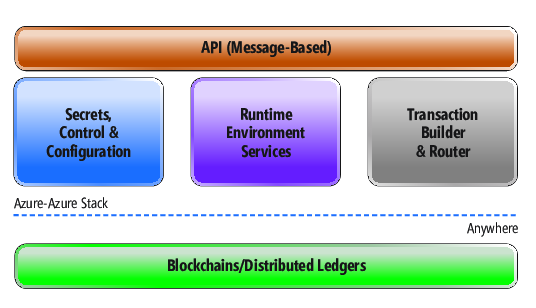 API (Message-Based)
Secrets,
Control &
Configuration
Runtime
Environment
Services
Transaction
Builder
& Router
Azure-Azure Stack
Anywhere
Blockchains/Distributed Ledgers